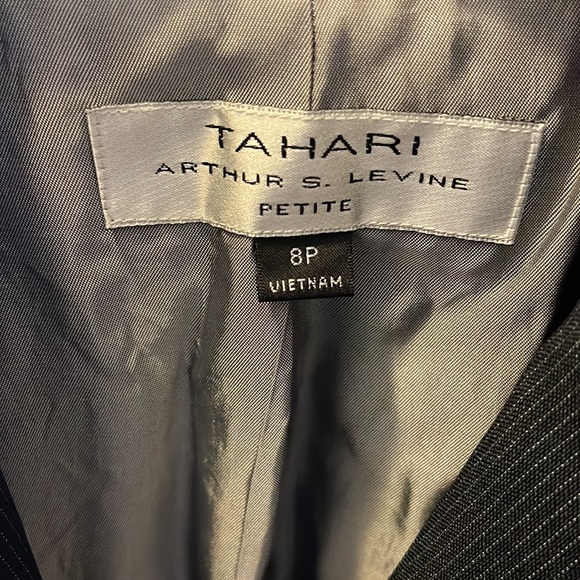 TAHARI
ARTHUR S. LEVINE
PETITE
8P
VIETNAM